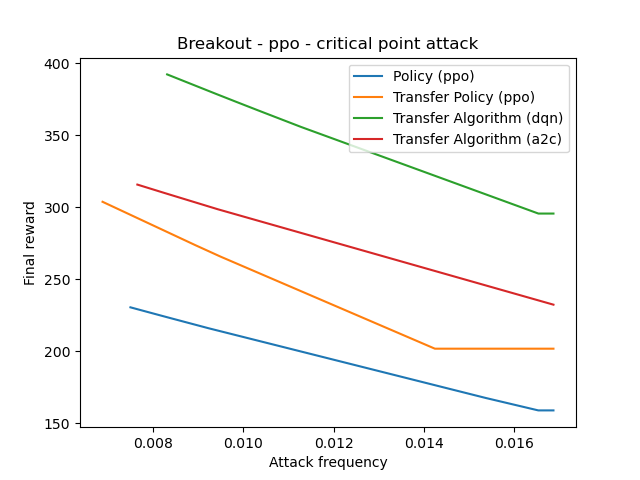 Breakout - ppo - critical point attack
Policy (ppo)
Transfer Policy (ppo)
Transfer Algorithm (dqn)
Transfer Algorithm (a2c)
Final reward
400
350
300
250
200
150
0.008 0.010 0.012 0.014 0.016
Attack frequency